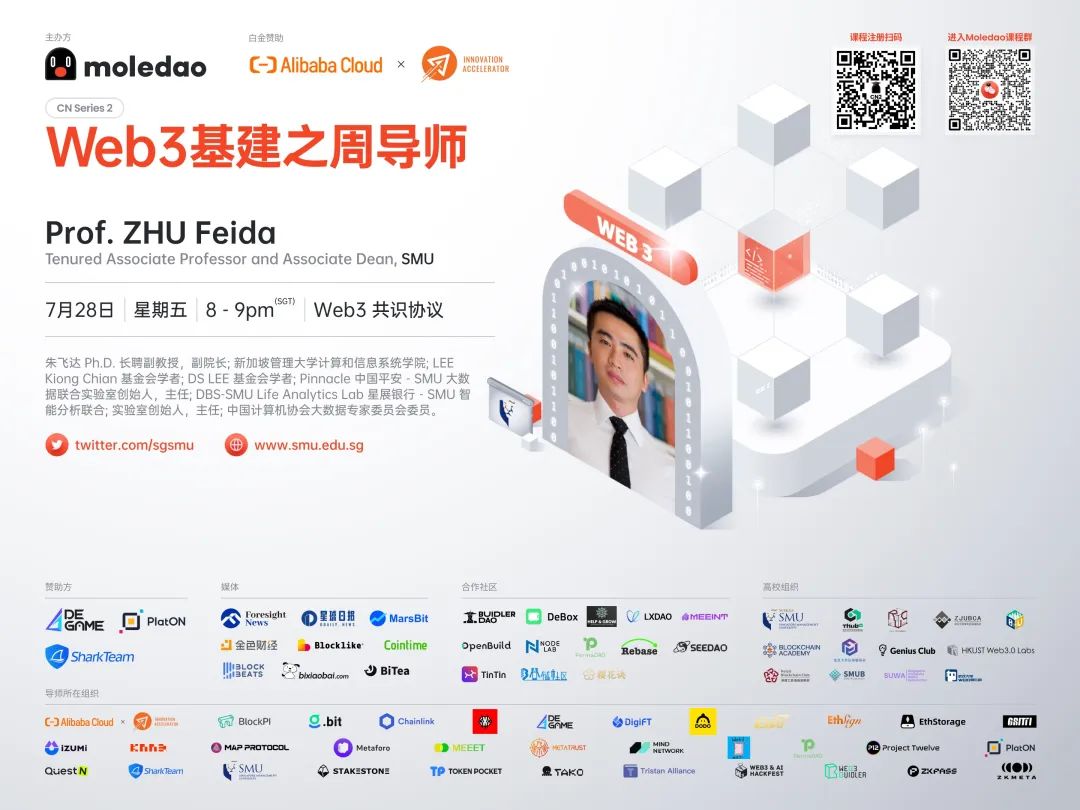 主办方
moledao
白金赞助
Alibaba Cloud
×
INNOVATION
ACCELERATOR
课程注册扫码
进入Moledao课程群
CN Series 2
Web3基建之周导师
Prof. ZHU Feida
Tenured Associate Professor and Associate Dean, SMU
7月28日 星期五 8 - 9pm (SGT) Web3 共识协议
朱飞达 Ph.D. 长聘副教授，副院长; 新加坡管理大学计算和信息系统学院; LEE
Kiong Chian 基金会学者; DS LEE 基金会学者; Pinnacle 中国平安 - SMU 大数
据联合实验室创始人，主任; DBS-SMU Life Analytics Lab 星展银行 - SMU 智
能分析联合; 实验室创始人，主任; 中国计算机协会大数据专家委员会委员。
twitter.com/sgsmu
www.smu.edu.sg
WEB 3
赞助方
DEGAME
PlatON
SharkTeam
媒体
Foresight News
星球日报
MarsBit
金色财经
Blocklike
Cointime
BLOCK BEATS
bixiaobai.com
BiTea
合作社区
BUIDLER DAO
DeBox
HELP & GROW
LXDAO
MEEINT
OpenBuild
NODE LAB
PermaDAO
Rebase
SEEDAO
TinTin
高校组织
SMU
THUBA
ZJUBCA
BLOCKCHAIN ACADEMY
Genius Club
HKUST Web3.0 Labs
SMUB
SUWA
导师所在组织
Alibaba Cloud × INNOVATION ACCELERATOR
BlockPI
.bit
Chainlink
DEGAME
DigiFT
DODO
EthSign
EthStorage
IZUMI
MAP PROTOCOL
Metaforo
MEEET
METATRUST
MIND NETWORK
PermaDAO
Project Twelve
PlatON
Quest N
SharkTeam
SMU
STAKESTONE
TOKEN POCKET
TAKO
Tristan Alliance
WEB3 & AI HACKFEST
WEB3 BUIDLER
ZKPASS
ZKMETA